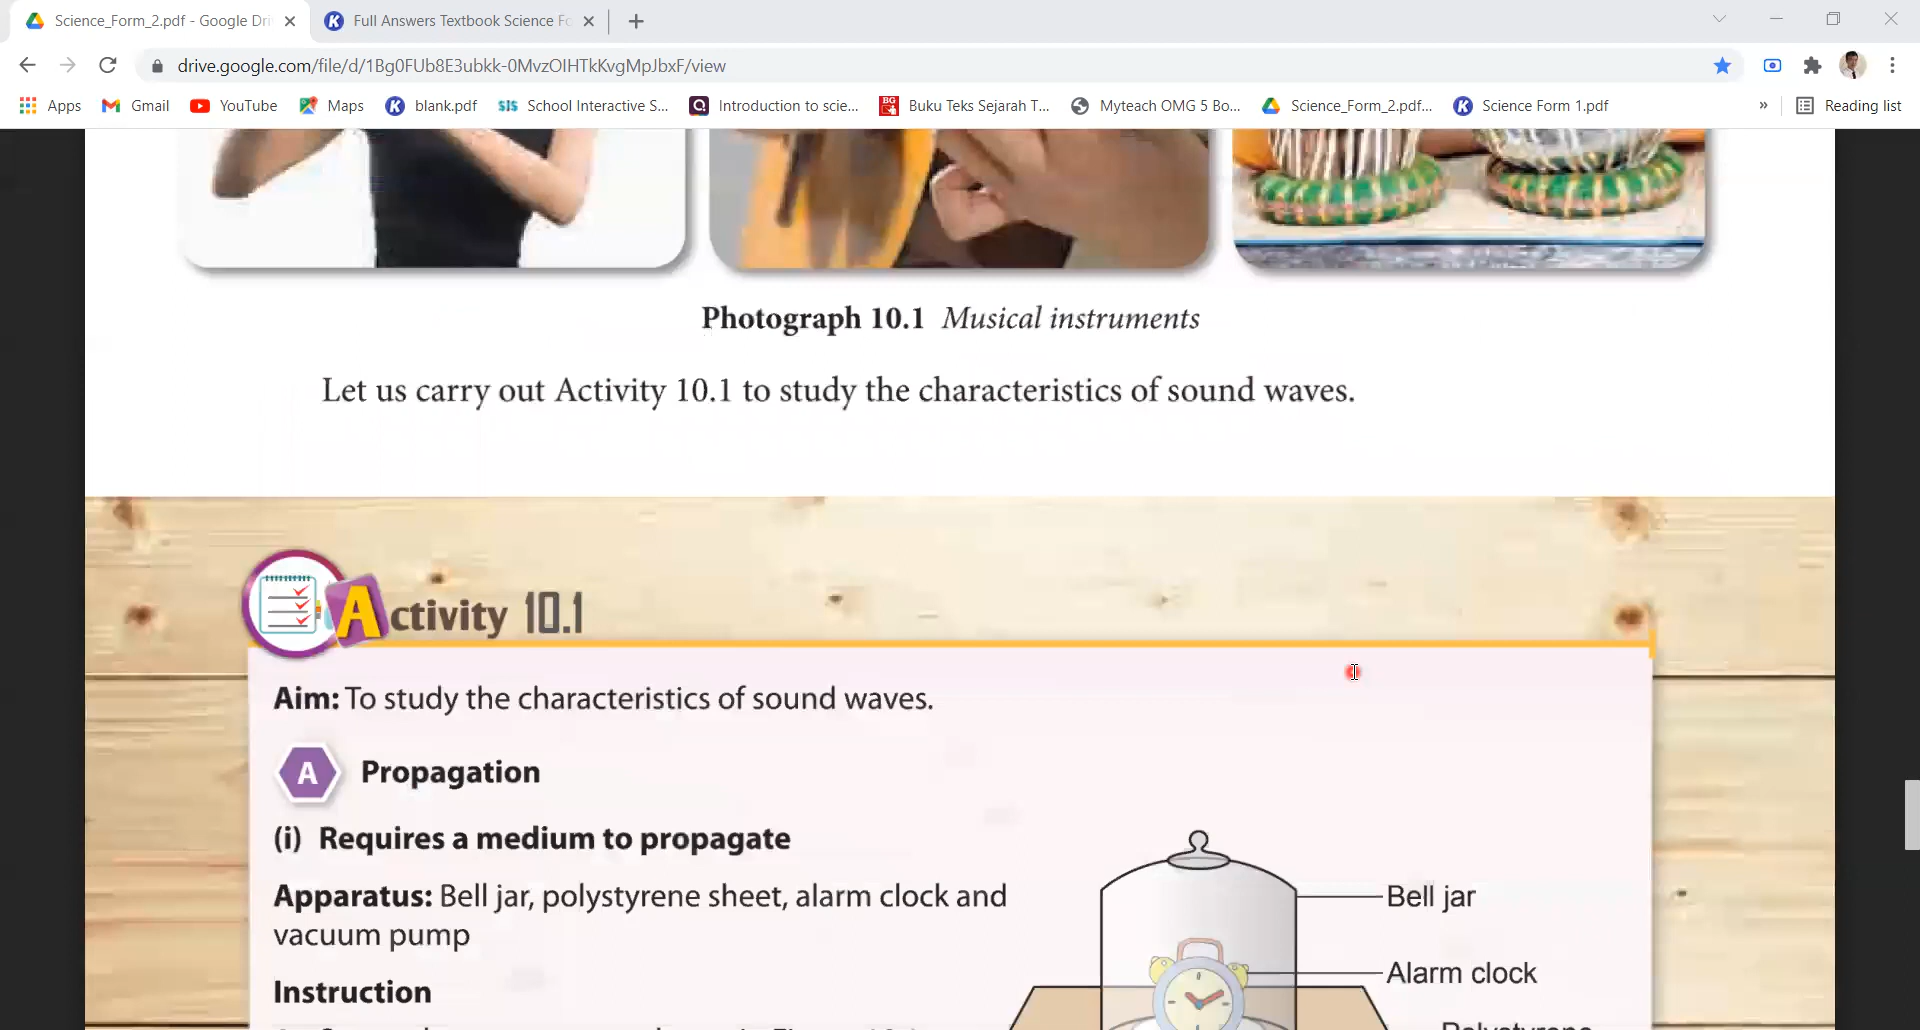 Science_Form_2.pdf - Google Dri
Full Answers Textbook Science Fo
drive.google.com/file/d/1Bg0FUb8E3ubkk-0MvzOIHTkKvgMpJbxF/view
Apps Gmail YouTube Maps blank.pdf School Interactive S... Introduction to scie... Buku Teks Sejarah T... Myteach OMG 5 Bo... Science_Form_2.pdf... Science Form 1.pdf » Reading list
Photograph 10.1 Musical instruments
Let us carry out Activity 10.1 to study the characteristics of sound waves.
Activity 10.1
Aim: To study the characteristics of sound waves.
A Propagation
(i) Requires a medium to propagate
Apparatus: Bell jar, polystyrene sheet, alarm clock and
vacuum pump
Bell jar
Alarm clock
Instruction